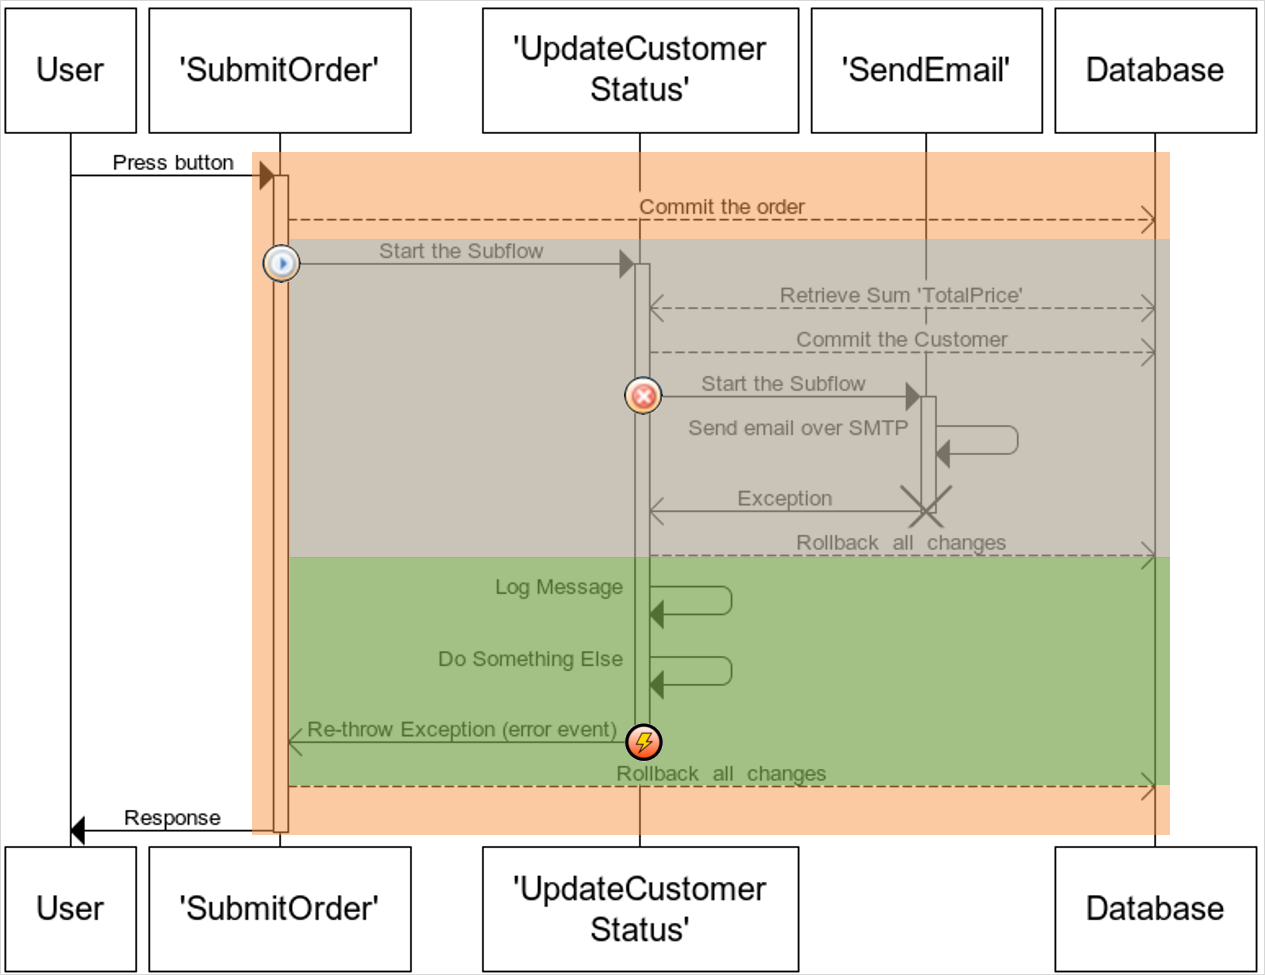 User
'SubmitOrder'
'UpdateCustomer
Status'
'SendEmail'
Database
Press button
Commit the order
Start the Subflow
Retrieve Sum 'TotalPrice'
Commit the Customer
Start the Subflow
Send email over SMTP
Exception
Rollback all changes
Log Message
Do Something Else
Re-throw Exception (error event)
Rollback all changes
Response
User
'SubmitOrder'
'UpdateCustomer
Status'
Database